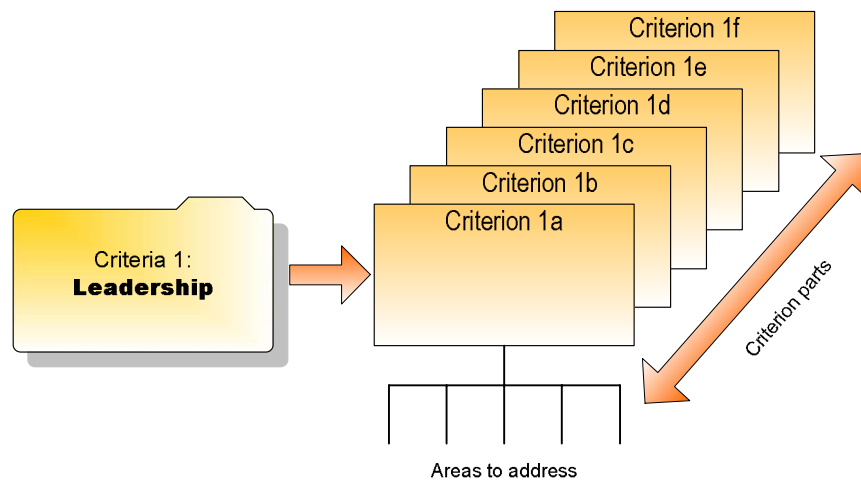 Criterion 1f
Criterion 1e
Criterion 1d
Criterion 1c
Criterion 1b
Criterion 1a
Criteria 1:
Leadership
Criterion parts
Areas to address